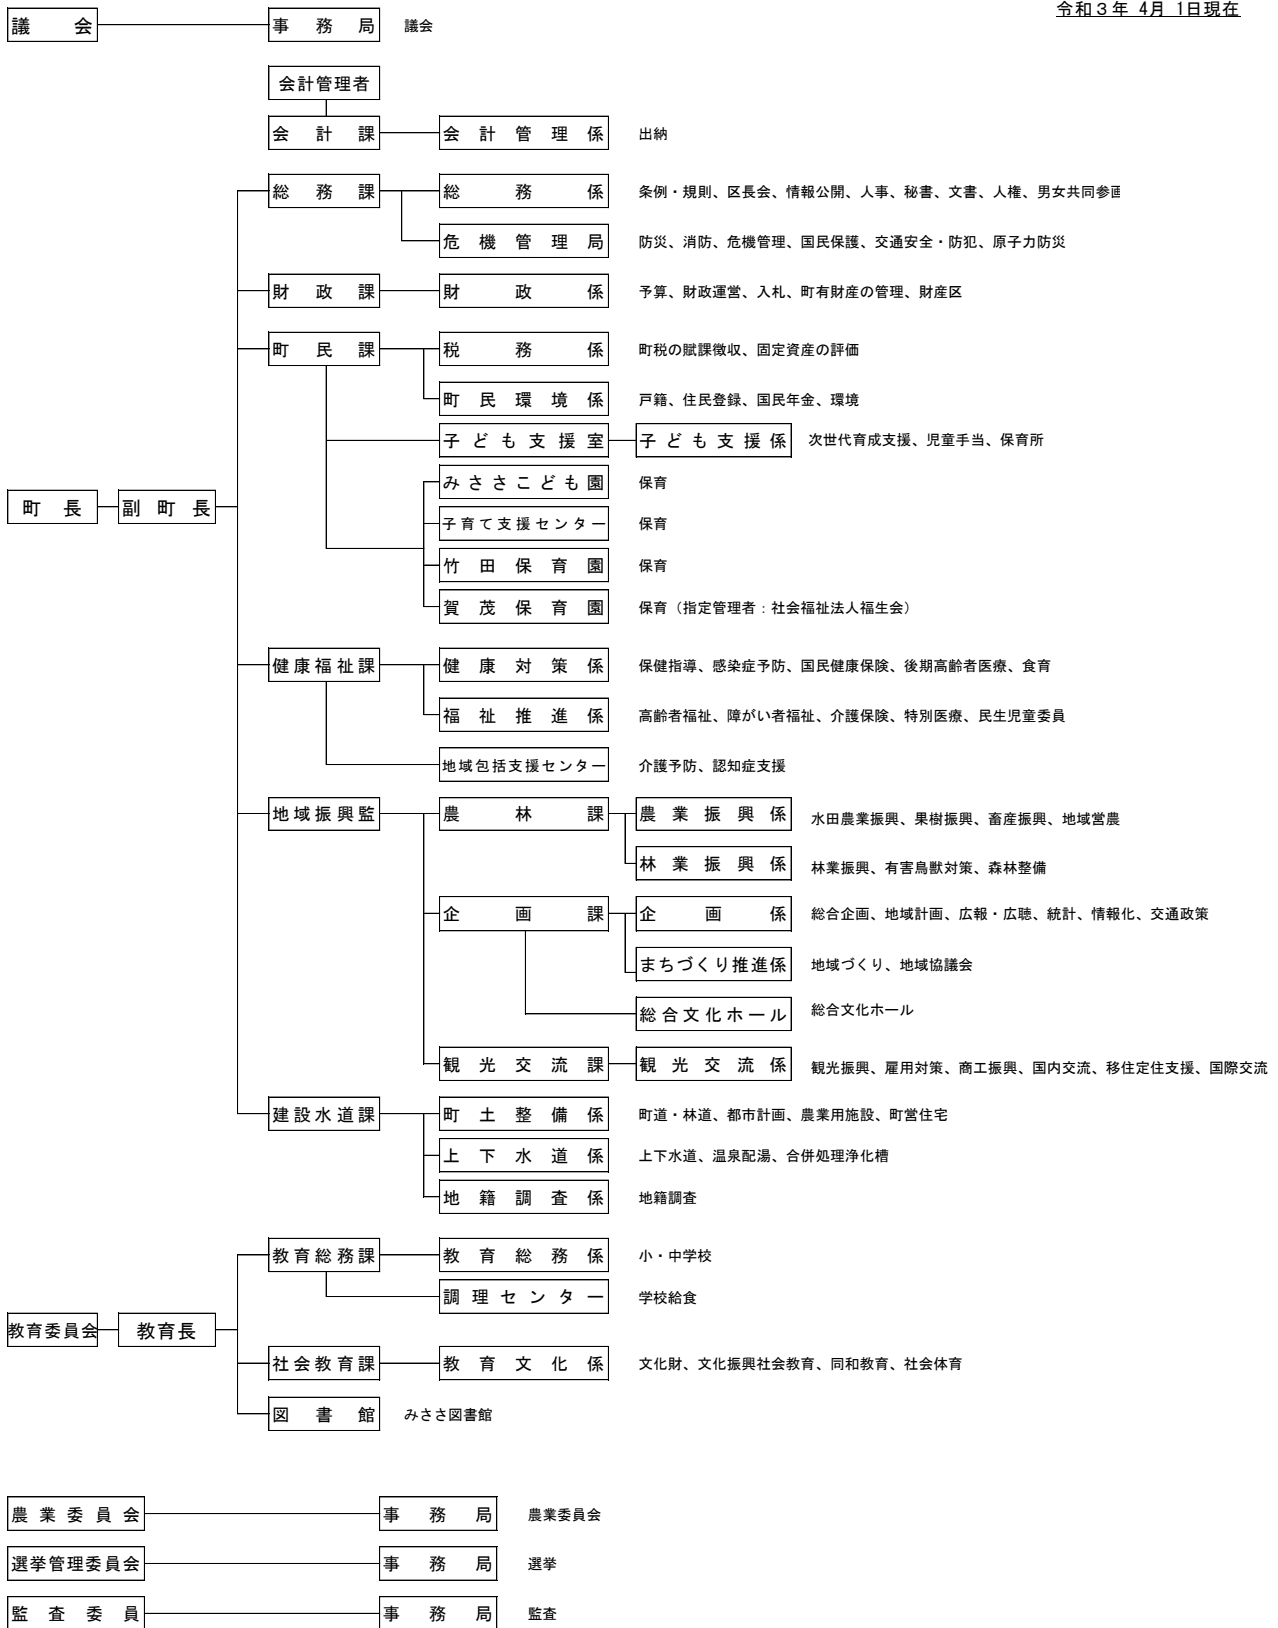 令和３年 4月 1日現在
議会 事務局 議会
会計管理者
会計課 会計管理係 出納
総務課 総務係 条例・規則、区長会、情報公開、人事、秘書、文書、人権、男女共同参画
危機管理局 防災、消防、危機管理、国民保護、交通安全・防犯、原子力防災
財政課 財政係 予算、財政運営、入札、町有財産の管理、財産区
町民課 税務係 町税の賦課徴収、固定資産の評価
町民環境係 戸籍、住民登録、国民年金、環境
子ども支援室 子ども支援係 次世代育成支援、児童手当、保育所
みささこども園 保育
町長 副町長
子育て支援センター 保育
竹田保育園 保育
賀茂保育園 保育（指定管理者：社会福祉法人福生会）
健康福祉課 健康対策係 保健指導、感染症予防、国民健康保険、後期高齢者医療、食育
福祉推進係 高齢者福祉、障がい者福祉、介護保険、特別医療、民生児童委員
地域包括支援センター 介護予防、認知症支援
地域振興監 農林課 農業振興係 水田農業振興、果樹振興、畜産振興、地域営農
林業振興係 林業振興、有害鳥獣対策、森林整備
企画課 企画係 総合企画、地域計画、広報・広聴、統計、情報化、交通政策
まちづくり推進係 地域づくり、地域協議会
総合文化ホール 総合文化ホール
観光交流課 観光交流係 観光振興、雇用対策、商工振興、国内交流、移住定住支援、国際交流
建設水道課 町土整備係 町道・林道、都市計画、農業用施設、町営住宅
上下水道係 上下水道、温泉配湯、合併処理浄化槽
地籍調査係 地籍調査
教育総務課 教育総務係 小・中学校
調理センター 学校給食
教育委員会 教育長
社会教育課 教育文化係 文化財、文化振興社会教育、同和教育、社会体育
図書館 みささ図書館
農業委員会 事務局 農業委員会
選挙管理委員会 事務局 選挙
監査委員 事務局 監査